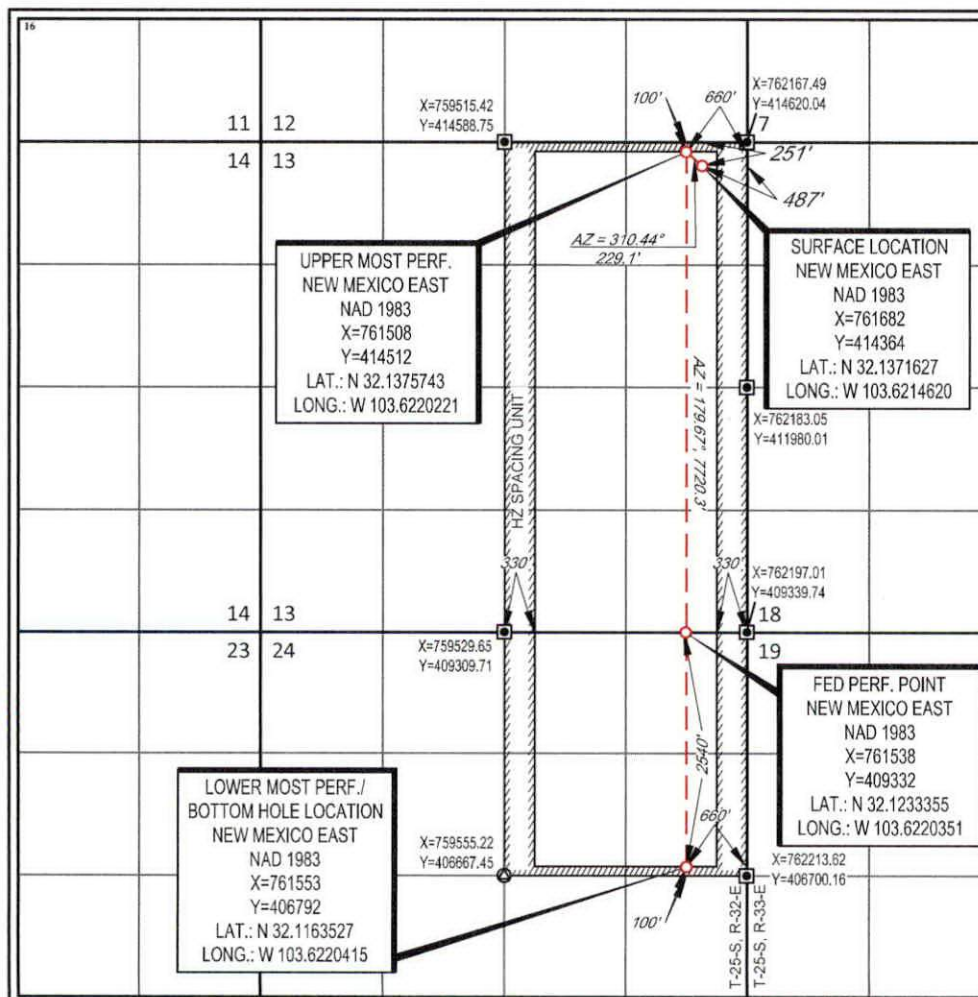 16
X=759515.42
Y=414588.75
100'
660'
X=762167.49
Y=414620.04
11
12
7
14
13
251'
487'
AZ = 310.44°
229.1'
UPPER MOST PERF.
NEW MEXICO EAST
NAD 1983
X=761508
Y=414512
LAT.: N 32.1375743
LONG.: W 103.6220221
SURFACE LOCATION
NEW MEXICO EAST
NAD 1983
X=761682
Y=414364
LAT.: N 32.1371627
LONG.: W 103.6214620
AZ = 179.67°, 7720.3'
X=762183.05
Y=411980.01
HZ SPACING UNIT
330'
330'
X=762197.01
Y=409339.74
14
13
18
23
24
19
X=759529.65
Y=409309.71
FED PERF. POINT
NEW MEXICO EAST
NAD 1983
X=761538
Y=409332
LAT.: N 32.1233355
LONG.: W 103.6220351
2540'
LOWER MOST PERF./
BOTTOM HOLE LOCATION
NEW MEXICO EAST
NAD 1983
X=761553
Y=406792
LAT.: N 32.1163527
LONG.: W 103.6220415
X=759555.22
Y=406667.45
660'
X=762213.62
Y=406700.16
100'
T-25-S, R-32-E
T-25-S, R-33-E